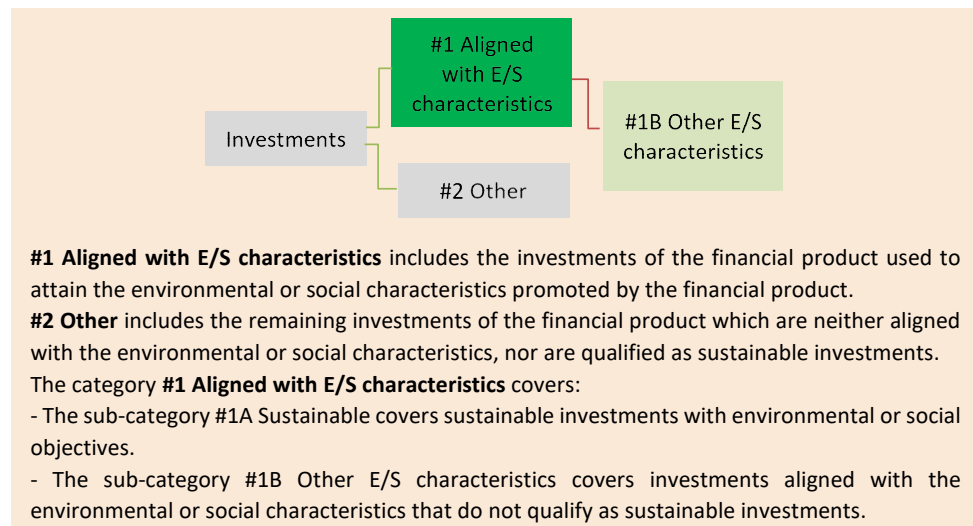 #1 Aligned
with E/S
characteristics
Investments
#1B Other E/S
characteristics
#2 Other
#1 Aligned with E/S characteristics includes the investments of the financial product used to
attain the environmental or social characteristics promoted by the financial product.
#2 Other includes the remaining investments of the financial product which are neither aligned
with the environmental or social characteristics, nor are qualified as sustainable investments.
The category #1 Aligned with E/S characteristics covers:
- The sub-category #1A Sustainable covers sustainable investments with environmental or social
objectives.
- The sub-category #1B Other E/S characteristics covers investments aligned with the
environmental or social characteristics that do not qualify as sustainable investments.